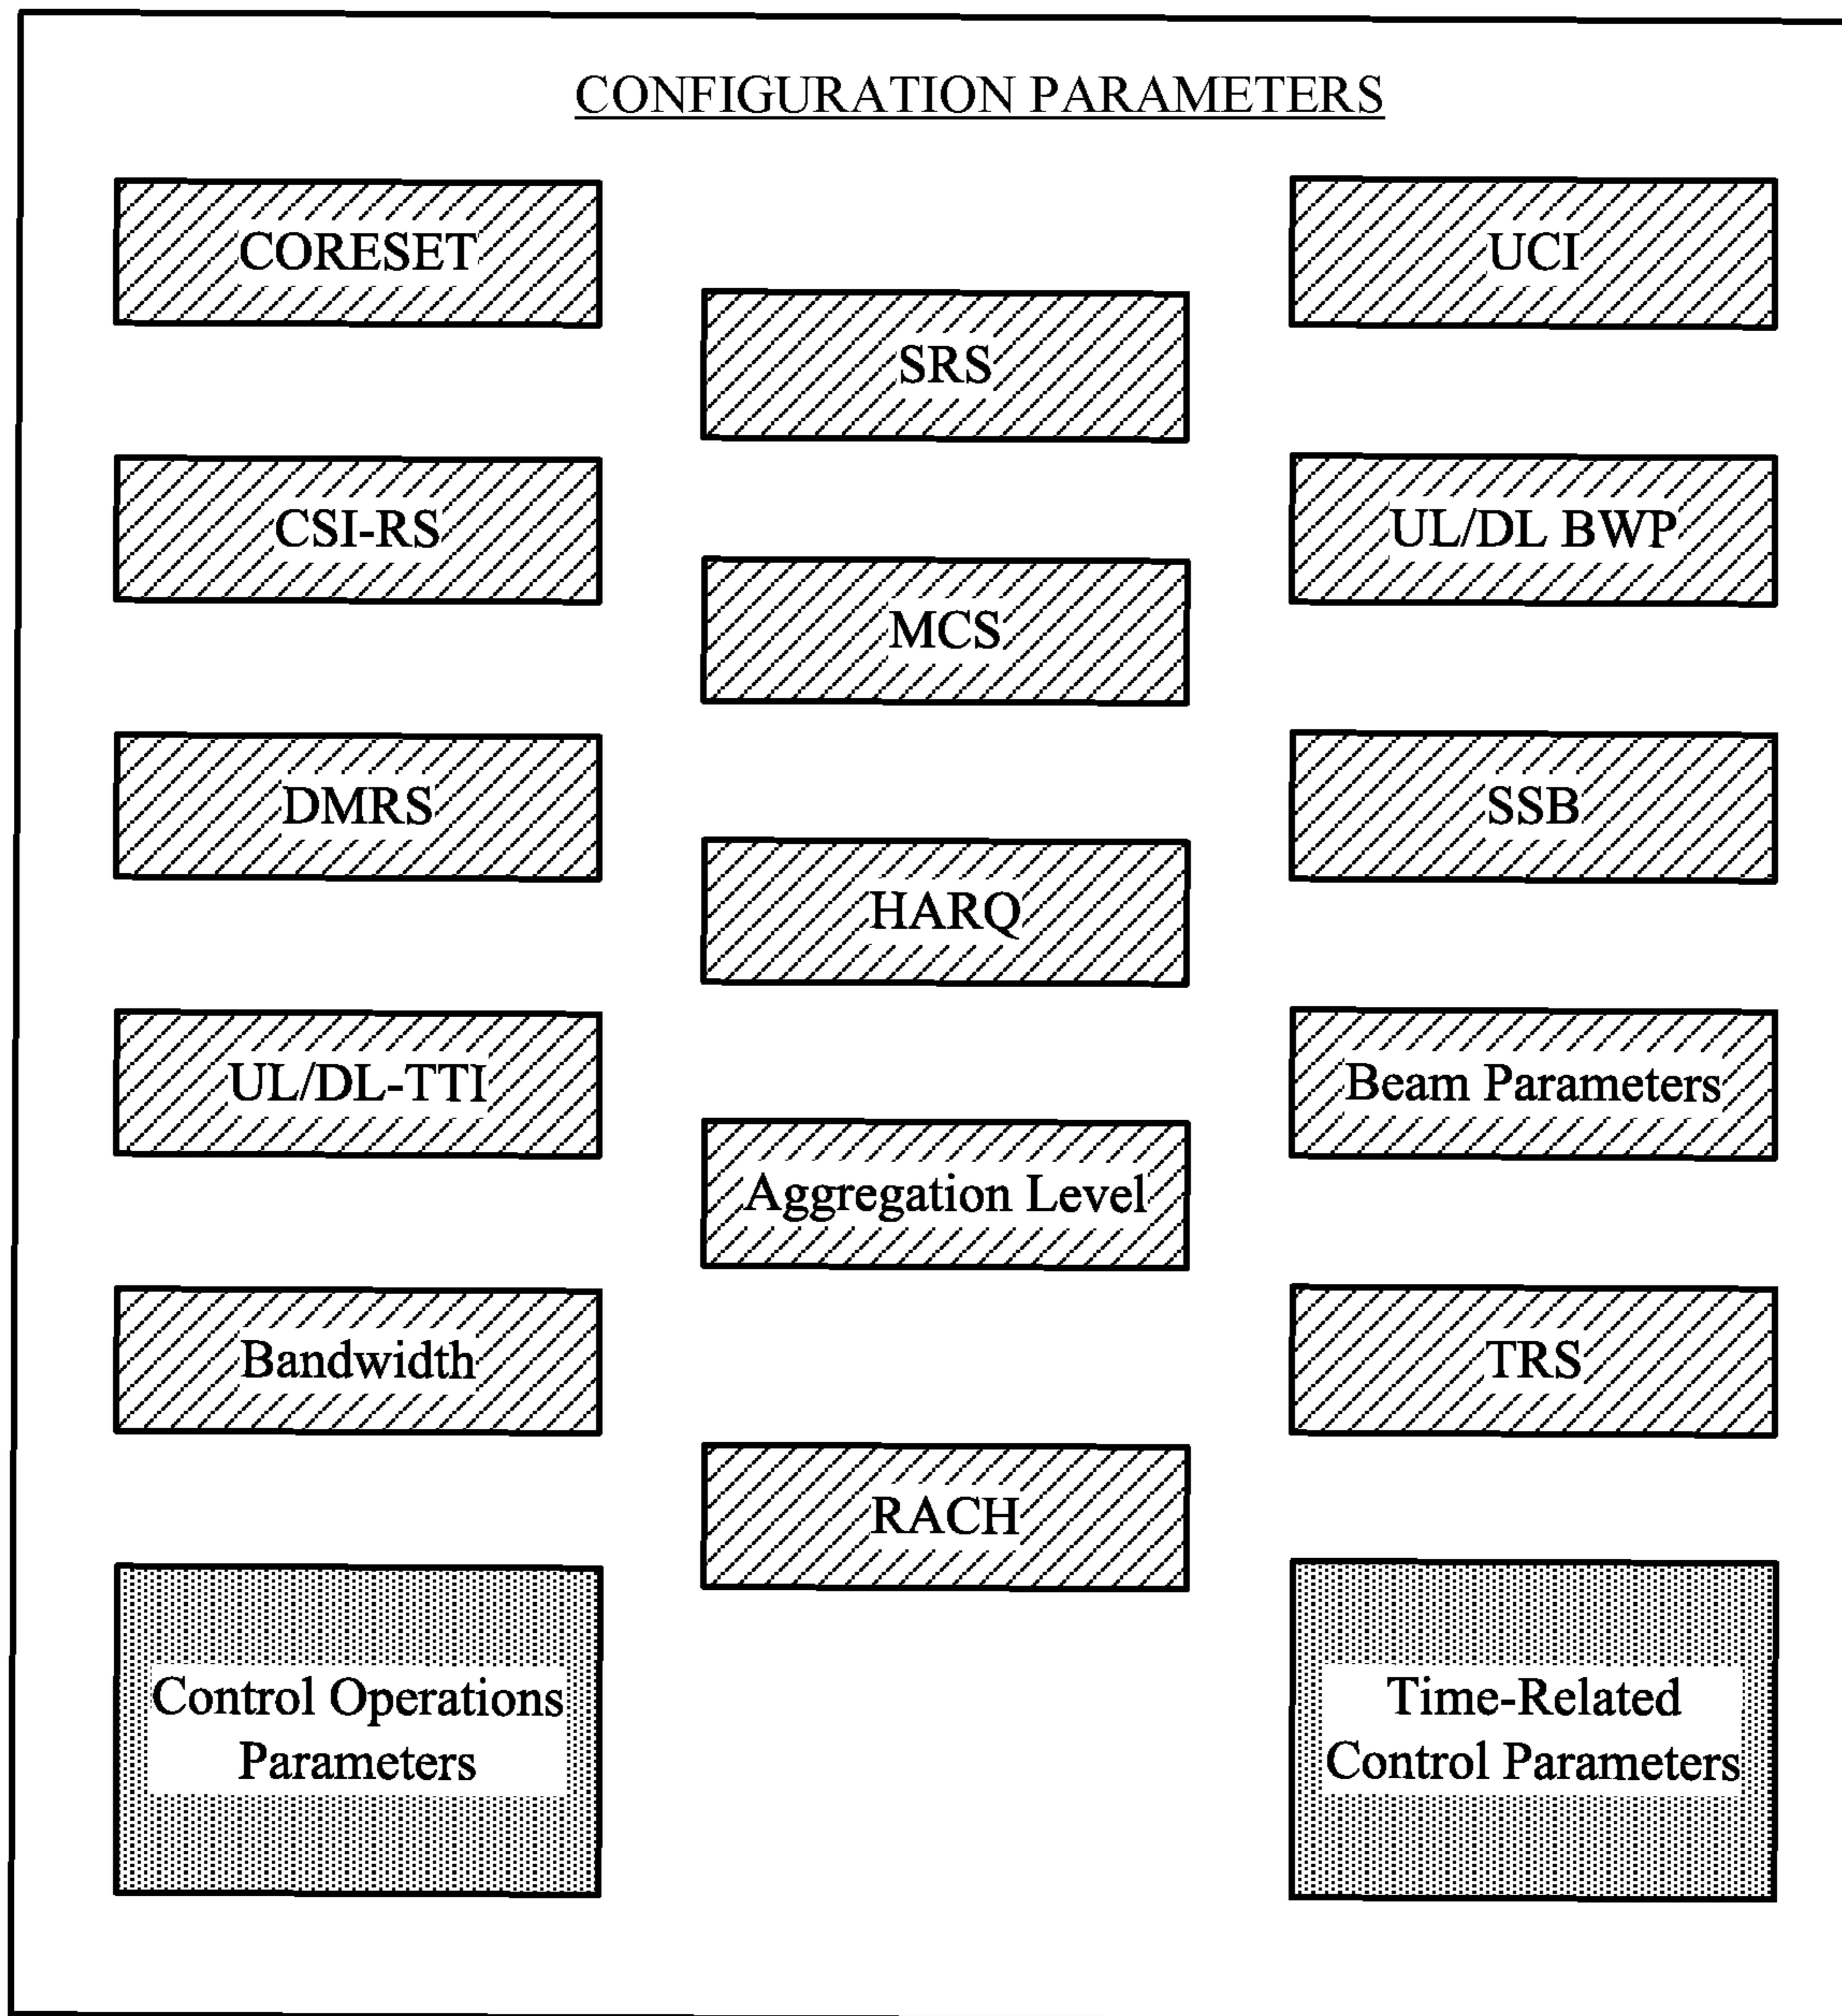 CONFIGURATION PARAMETERS
CORESET
UCI
SRS
CSI-RS
UL/DL BWP
MCS
DMRS
SSB
HARQ
UL/DL-TTI
Beam Parameters
Aggregation Level
Bandwidth
TRS
RACH
Control Operations
Parameters
Time-Related
Control Parameters